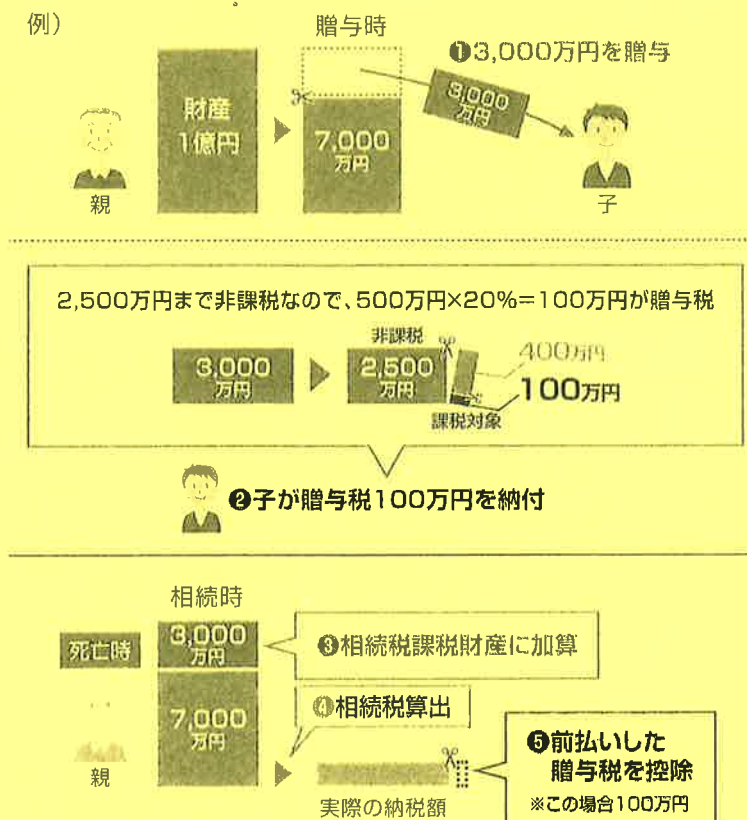 例)
贈与時
❶3,000万円を贈与
財産
1億円
7,000
万円
3,000
万円
親
子
2,500万円まで非課税なので、500万円×20%=100万円が贈与税
非課税
3,000
万円
2,500
万円
400万円
100万円
課税対象
❷子が贈与税100万円を納付
相続時
死亡時
3,000
万円
❸相続税課税財産に加算
7,000
万円
❹相続税算出
親
❺前払いした
贈与税を控除
※この場合100万円
実際の納税額